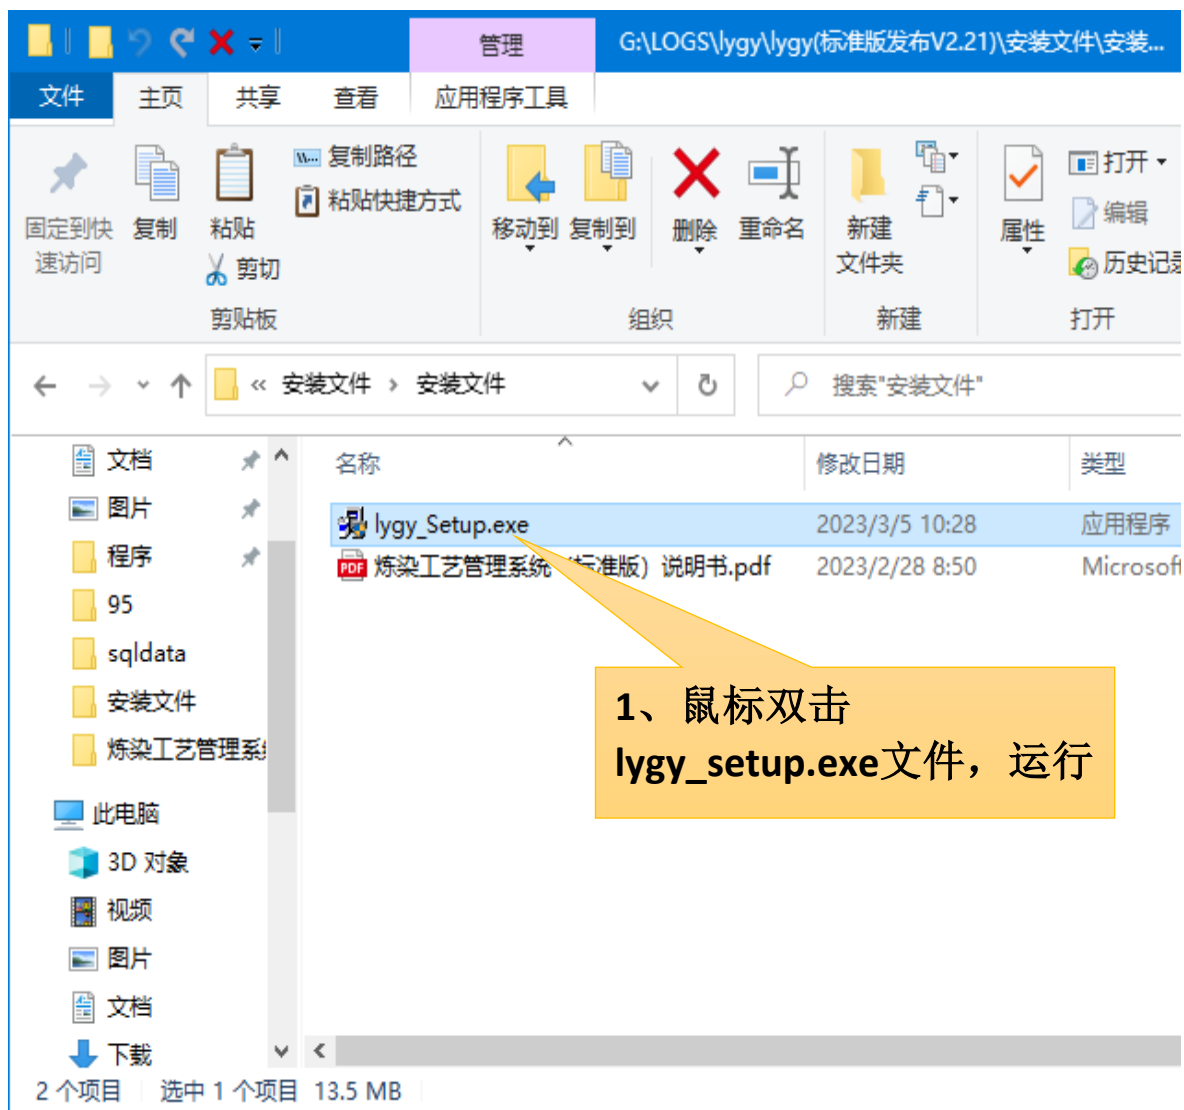 管理
G:\LOGS\lygy\lygy(标准版发布V2.21)\安装文件\安装...
文件 主页 共享 查看 应用程序工具
固定到快速访问
复制
粘贴
复制路径
粘贴快捷方式
剪切
剪贴板
移动到 复制到 删除 重命名
组织
新建文件夹
新建
属性
打开
编辑
历史记录
打开
« 安装文件 › 安装文件
搜索"安装文件"
名称 修改日期 类型
lygy_Setup.exe 2023/3/5 10:28 应用程序
炼染工艺管理系统（标准版）说明书.pdf 2023/2/28 8:50 Microsoft
文档
图片
程序
95
sqldata
安装文件
炼染工艺管理系
此电脑
3D 对象
视频
图片
文档
下载
1、鼠标双击
lygy_setup.exe文件，运行
2 个项目 选中 1 个项目 13.5 MB